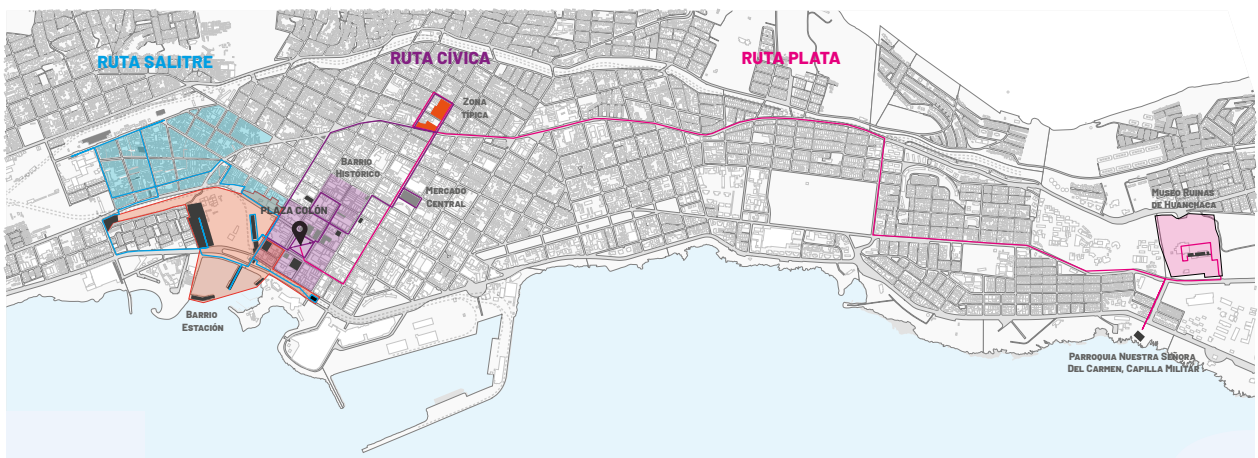 RUTA SALITRE
RUTA CÍVICA
RUTA PLATA
ZONA
TÍPICA
BARRIO
HISTÓRICO
MERCADO
CENTRAL
PLAZA COLÓN
MUSEO RUINAS
DE HUANCHACA
BARRIO
ESTACIÓN
PARROQUIA NUESTRA SEÑORA
DEL CARMEN, CAPILLA MILITAR